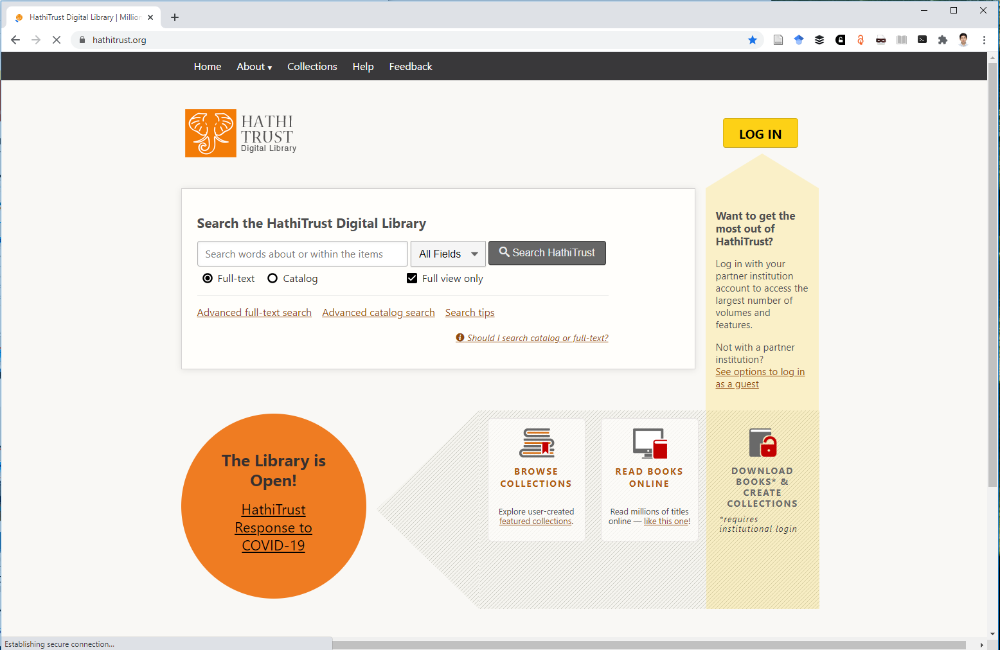 HathiTrust Digital Library | Million
hathitrust.org
Home About ▾ Collections Help Feedback
HATHI
TRUST
Digital Library
LOG IN
Search the HathiTrust Digital Library
Search words about or within the items All Fields Search HathiTrust
Full-text Catalog Full view only
Advanced full-text search Advanced catalog search Search tips
Should I search catalog or full-text?
Want to get the
most out of
HathiTrust?
Log in with your
partner institution
account to access the
largest number of
volumes and
features.
Not with a partner
institution?
See options to log in
as a guest
The Library is
Open!
HathiTrust
Response to
COVID-19
BROWSE
COLLECTIONS
Explore user-created
featured collections.
READ BOOKS
ONLINE
Read millions of titles
online — like this one!
DOWNLOAD
BOOKS* &
CREATE
COLLECTIONS
*requires
institutional login
Establishing secure connection...